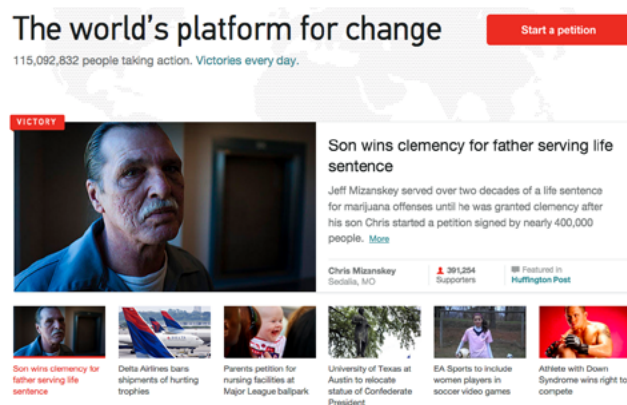 The world's platform for change
Start a petition
115,092,832 people taking action. Victories every day.
VICTORY
Son wins clemency for father serving life
sentence
Jeff Mizanskey served over two decades of a life sentence
for marijuana offenses until he was granted clemency after
his son Chris started a petition signed by nearly 400,000
people. More
Chris Mizanskey
Sedalia, MO
391,254
Supporters
Featured in
Huffington Post
Son wins clemency for
father serving life
sentence
Delta Airlines bans
shipments of hunting
trophies
Parents petition for
nursing facilities at
Major League ballpark
University of Texas at
Austin to relocate
statue of Confederate
President
EA Sports to include
women players in
soccer video games
Athlete with Down
Syndrome wins right to
compete